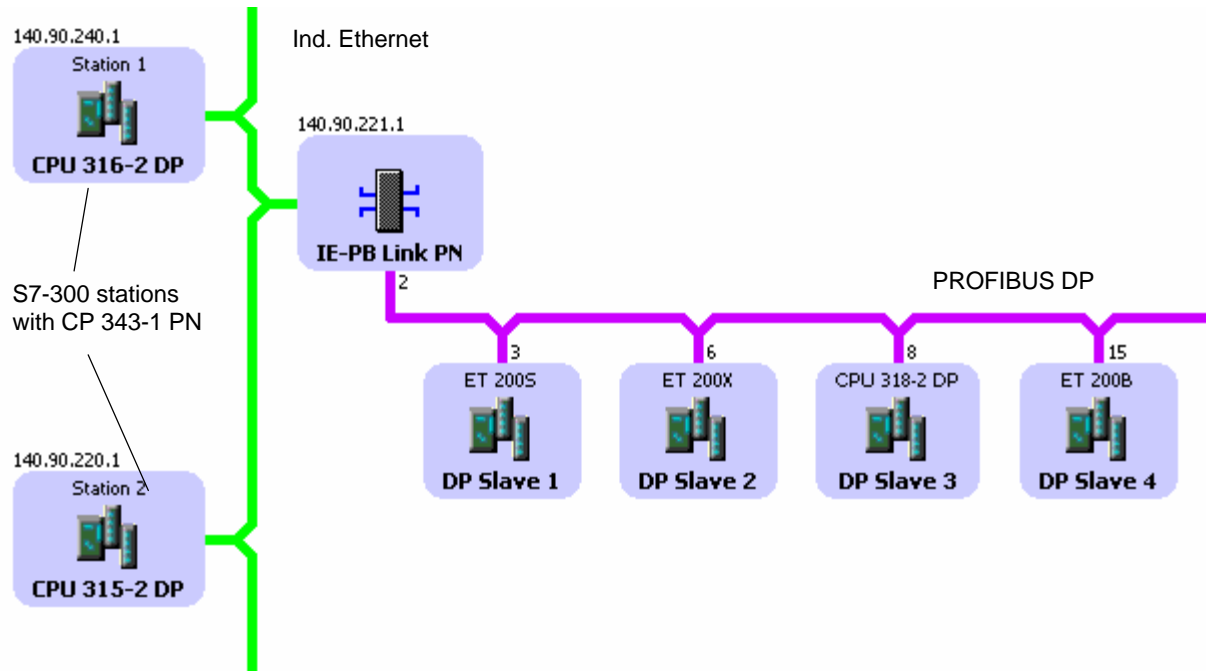 140.90.240.1
Station 1
CPU 316-2 DP
Ind. Ethernet
140.90.221.1
IE-PB Link PN
2
S7-300 stations
with CP 343-1 PN
PROFIBUS DP
3
ET 200S
DP Slave 1
6
ET 200X
DP Slave 2
8
CPU 318-2 DP
DP Slave 3
15
ET 200B
DP Slave 4
140.90.220.1
Station 2
CPU 315-2 DP